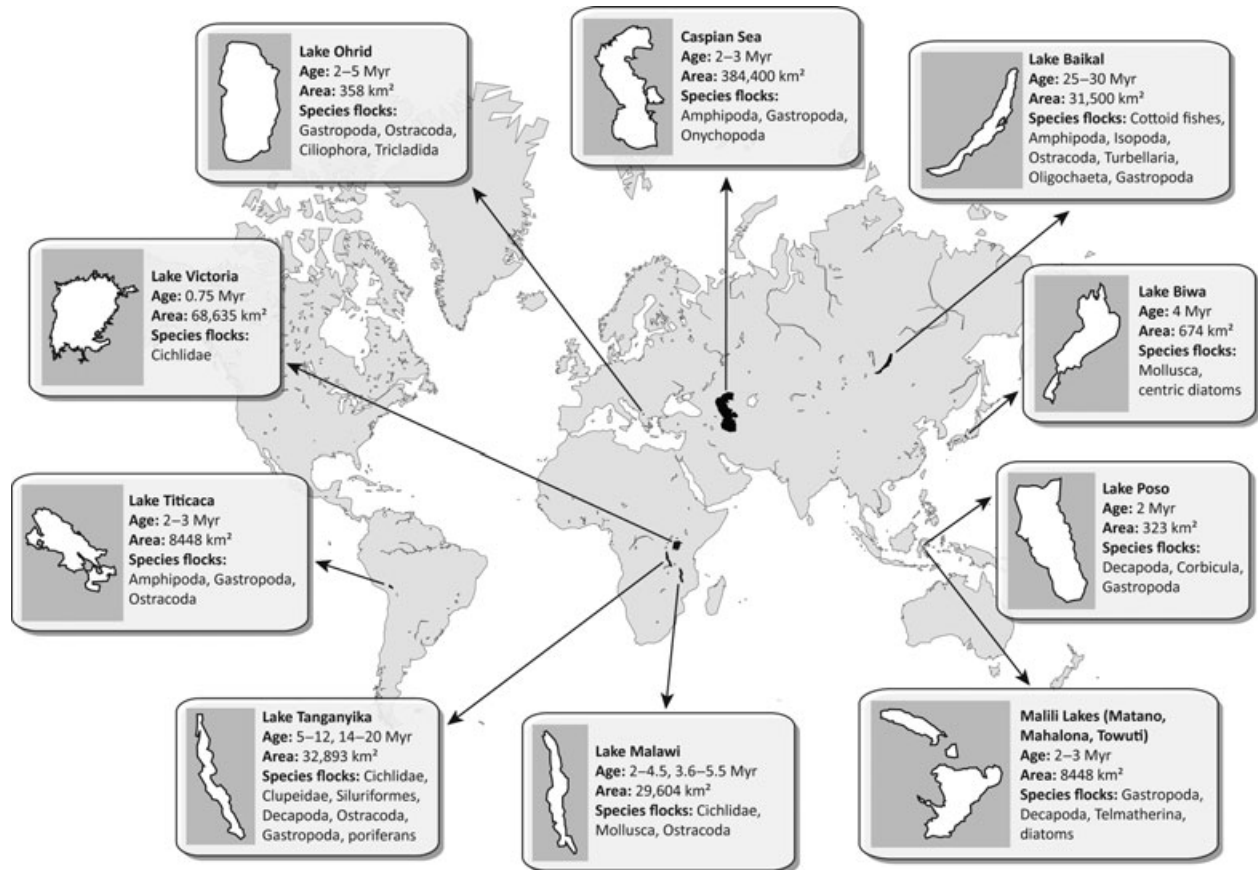 Lake Ohrid
Age: 2–5 Myr
Area: 358 km²
Species flocks:
Gastropoda, Ostracoda,
Ciliophora, Tricladida
Caspian Sea
Age: 2–3 Myr
Area: 384,400 km²
Species flocks:
Amphipoda, Gastropoda,
Onychopoda
Lake Baikal
Age: 25–30 Myr
Area: 31,500 km²
Species flocks: Cottoid fishes,
Amphipoda, Isopoda,
Ostracoda, Turbellaria,
Oligochaeta, Gastropoda
Lake Victoria
Age: 0.75 Myr
Area: 68,635 km²
Species flocks:
Cichlidae
Lake Biwa
Age: 4 Myr
Area: 674 km²
Species flocks:
Mollusca,
centric diatoms
Lake Titicaca
Age: 2–3 Myr
Area: 8448 km²
Species flocks:
Amphipoda, Gastropoda,
Ostracoda
Lake Poso
Age: 2 Myr
Area: 323 km²
Species flocks:
Decapoda, Corbicula,
Gastropoda
Lake Tanganyika
Age: 5–12, 14–20 Myr
Area: 32,893 km²
Species flocks: Cichlidae,
Clupeidae, Siluriformes,
Decapoda, Ostracoda,
Gastropoda, poriferans
Lake Malawi
Age: 2–4.5, 3.6–5.5 Myr
Area: 29,604 km²
Species flocks: Cichlidae,
Mollusca, Ostracoda
Malili Lakes (Matano,
Mahalona, Towuti)
Age: 2–3 Myr
Area: 8448 km²
Species flocks: Gastropoda,
Decapoda, Telmatherina,
diatoms